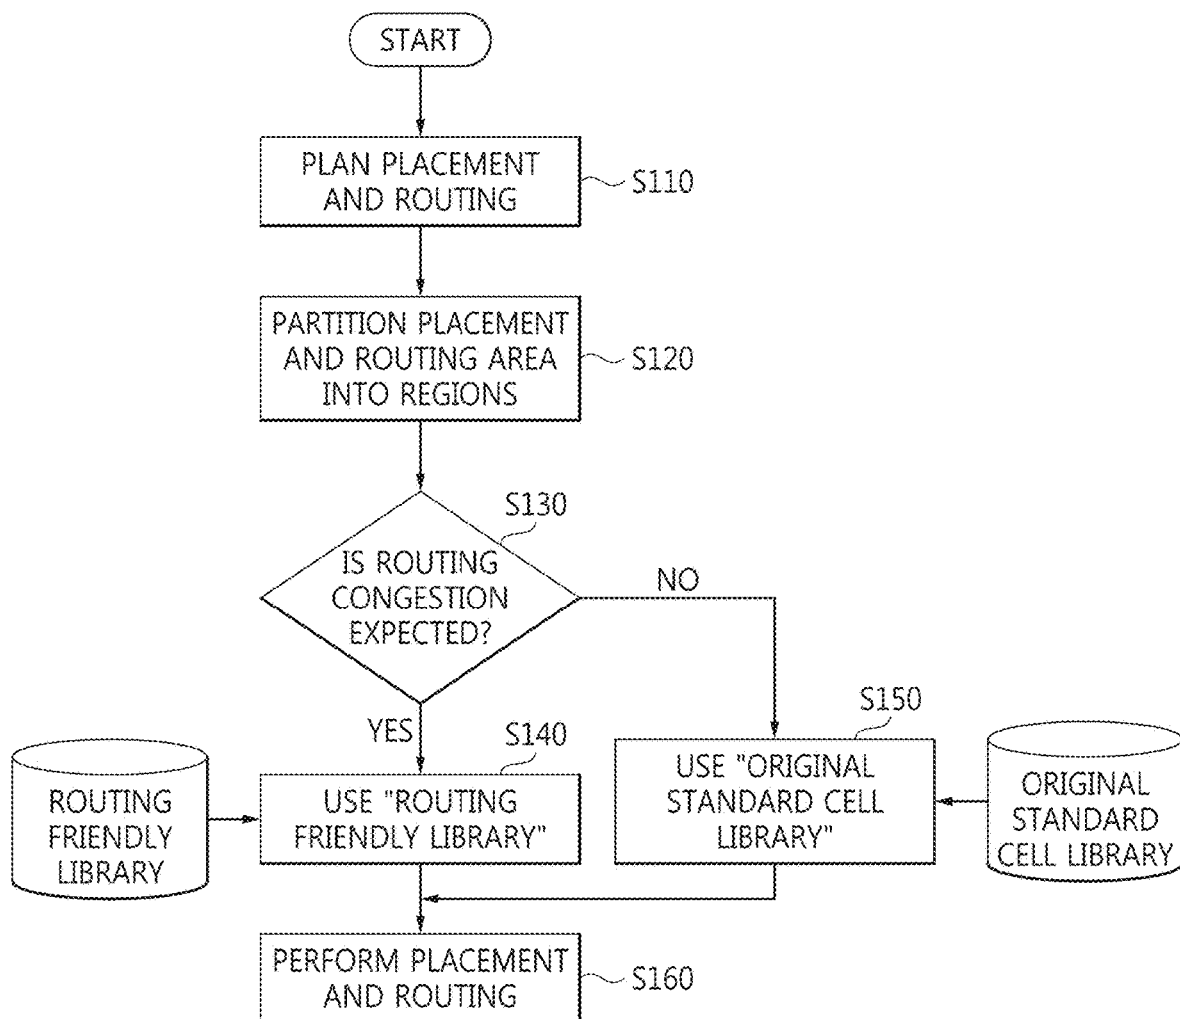 START
PLAN PLACEMENT
AND ROUTING
S110
PARTITION PLACEMENT
AND ROUTING AREA
INTO REGIONS
S120
S130
IS ROUTING
CONGESTION
EXPECTED?
NO
YES
S140
S150
ROUTING
FRIENDLY
LIBRARY
USE "ROUTING
FRIENDLY LIBRARY"
USE "ORIGINAL
STANDARD CELL
LIBRARY"
ORIGINAL
STANDARD
CELL LIBRARY
PERFORM PLACEMENT
AND ROUTING
S160